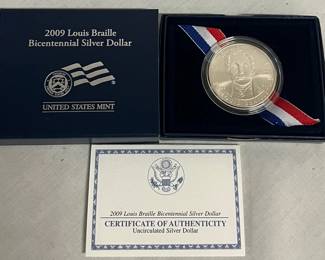 2009 Louis Braille
Bicentennial Silver Dollar
UNITED STATES MINT
2009 Louis Braille Bicentennial Silver Dollar
CERTIFICATE OF AUTHENTICITY
Uncirculated Silver Dollar